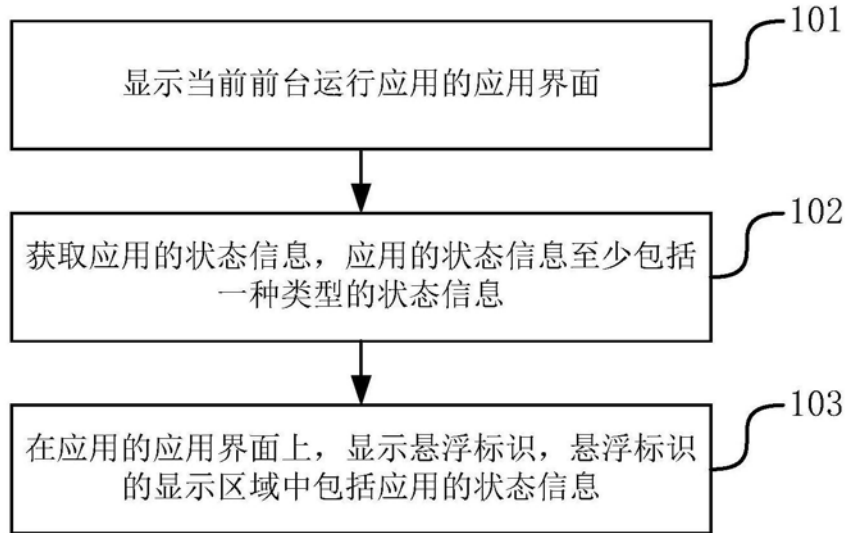 101
显示当前前台运行应用的应用界面
102
获取应用的状态信息，应用的状态信息至少包括
一种类型的状态信息
103
在应用的应用界面上，显示悬浮标识，悬浮标识
的显示区域中包括应用的状态信息